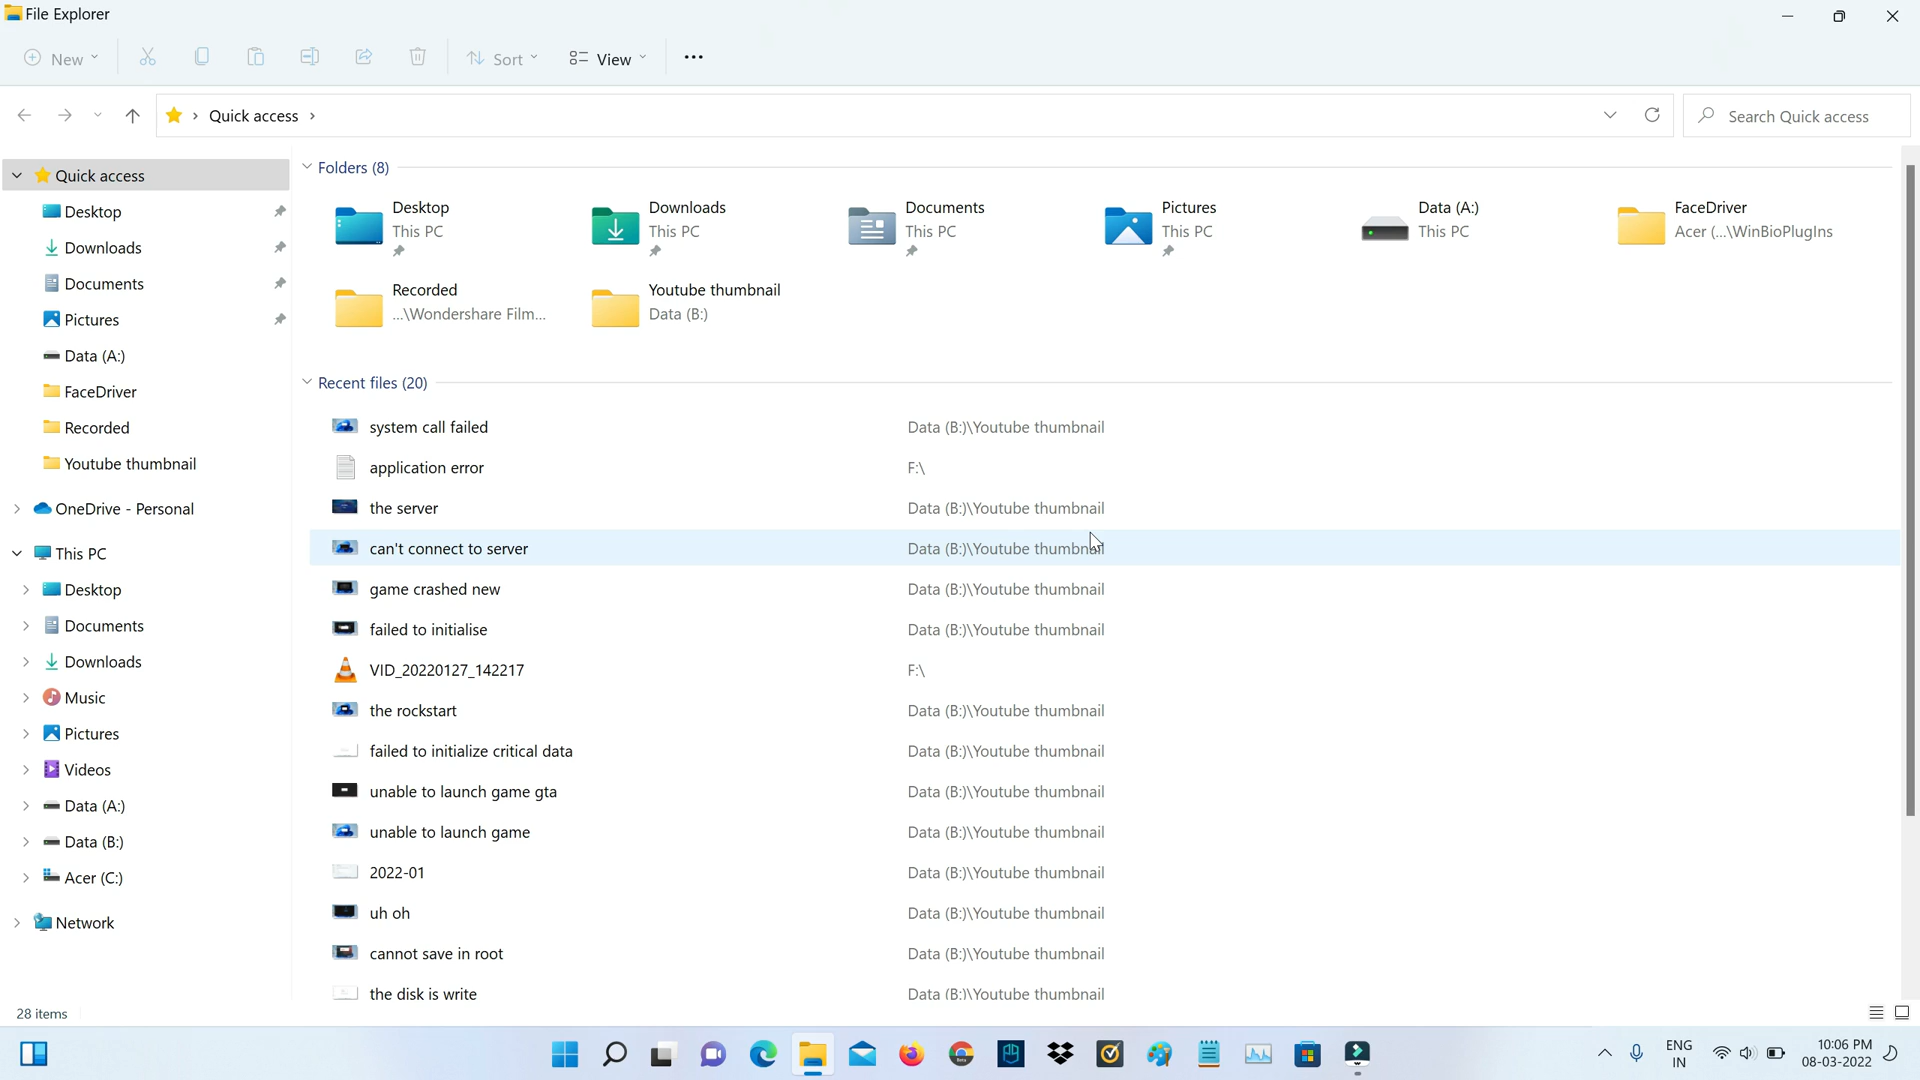 File Explorer
New
Sort
View
Quick access
Search Quick access
Quick access
Desktop
Downloads
Documents
Pictures
Data (A:)
FaceDriver
Recorded
Youtube thumbnail
OneDrive - Personal
This PC
Desktop
Documents
Downloads
Music
Pictures
Videos
Data (A:)
Data (B:)
Acer (C:)
Network
Folders (8)
Desktop
This PC
Downloads
This PC
Documents
This PC
Pictures
This PC
Data (A:)
This PC
FaceDriver
Acer (...\WinBioPlugIns
Recorded
...\Wondershare Film...
Youtube thumbnail
Data (B:)
Recent files (20)
system call failed Data (B:)\Youtube thumbnail
application error F:\
the server Data (B:)\Youtube thumbnail
can't connect to server Data (B:)\Youtube thumbnail
game crashed new Data (B:)\Youtube thumbnail
failed to initialise Data (B:)\Youtube thumbnail
VID_20220127_142217 F:\
the rockstart Data (B:)\Youtube thumbnail
failed to initialize critical data Data (B:)\Youtube thumbnail
unable to launch game gta Data (B:)\Youtube thumbnail
unable to launch game Data (B:)\Youtube thumbnail
2022-01 Data (B:)\Youtube thumbnail
uh oh Data (B:)\Youtube thumbnail
cannot save in root Data (B:)\Youtube thumbnail
the disk is write Data (B:)\Youtube thumbnail
28 items
ENG
IN
10:06 PM
08-03-2022